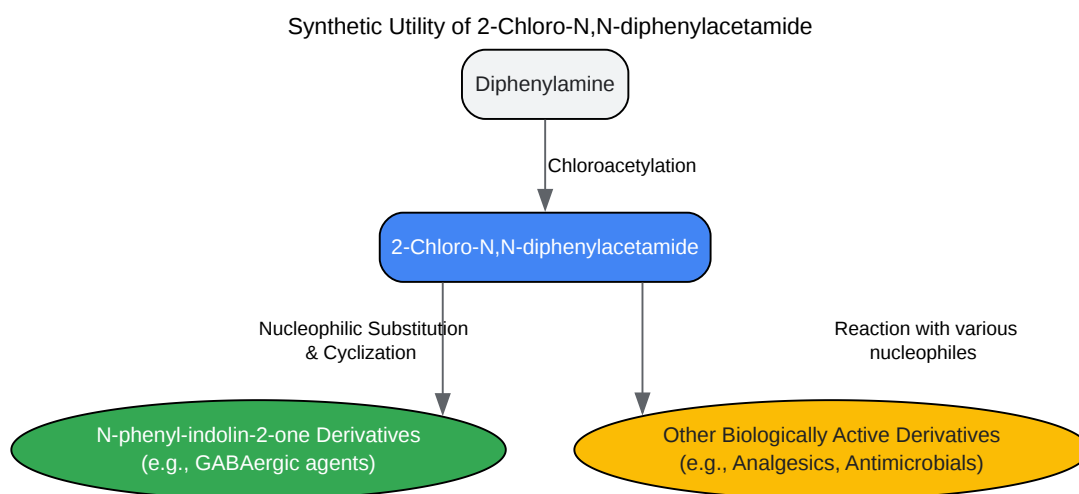 Synthetic Utility of 2-Chloro-N,N-diphenylacetamide
Diphenylamine
Chloroacetylation
2-Chloro-N,N-diphenylacetamide
Nucleophilic Substitution
& Cyclization
Reaction with various
nucleophiles
N-phenyl-indolin-2-one Derivatives
(e.g., GABAergic agents)
Other Biologically Active Derivatives
(e.g., Analgesics, Antimicrobials)